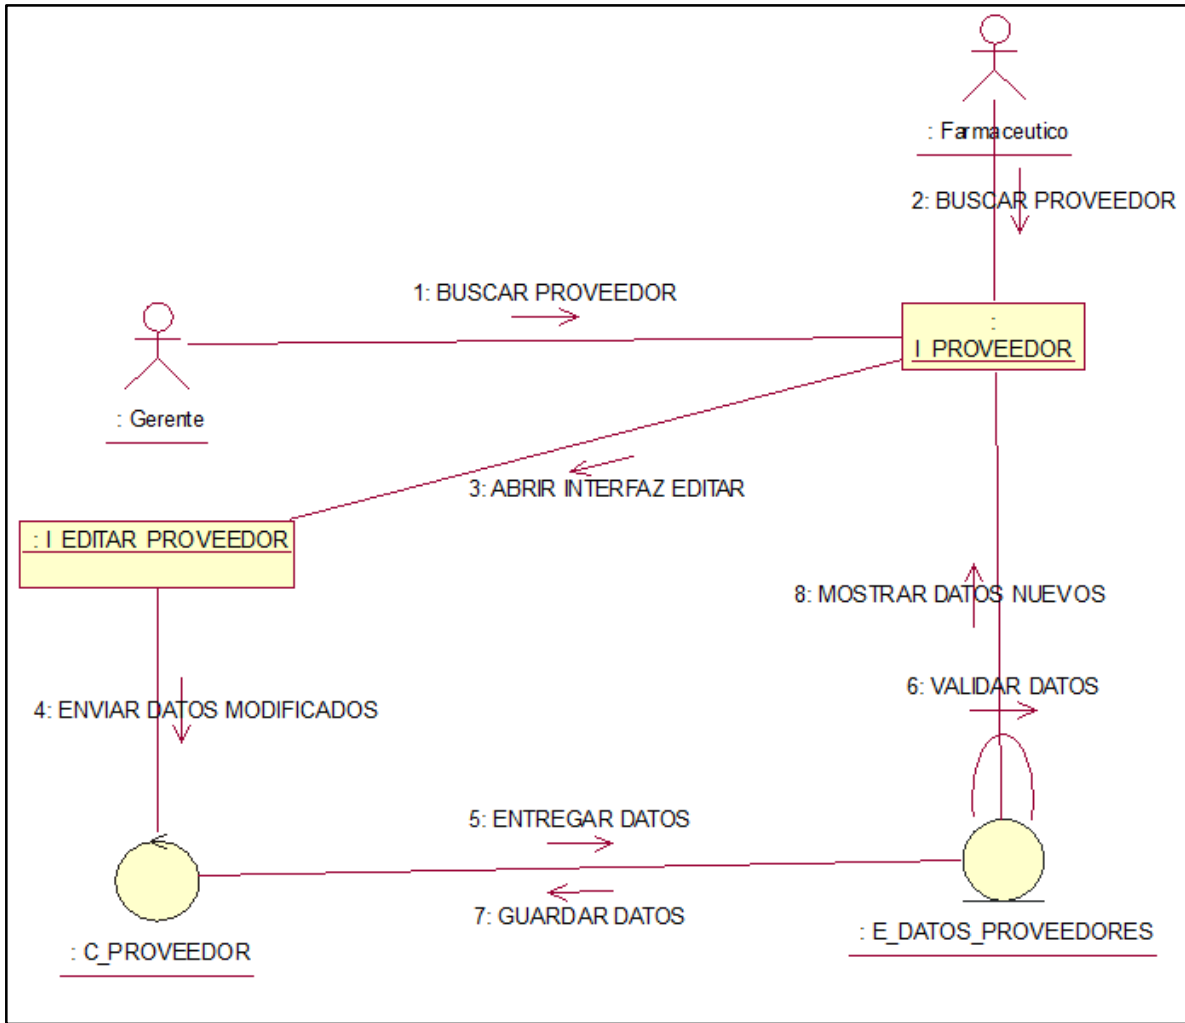 : Farmaceutico
2: BUSCAR PROVEEDOR
1: BUSCAR PROVEEDOR
:
I_PROVEEDOR
: Gerente
3: ABRIR INTERFAZ EDITAR
: I_EDITAR_PROVEEDOR
8: MOSTRAR DATOS NUEVOS
6: VALIDAR DATOS
4: ENVIAR DATOS MODIFICADOS
5: ENTREGAR DATOS
7: GUARDAR DATOS
: E_DATOS_PROVEEDORES
: C_PROVEEDOR